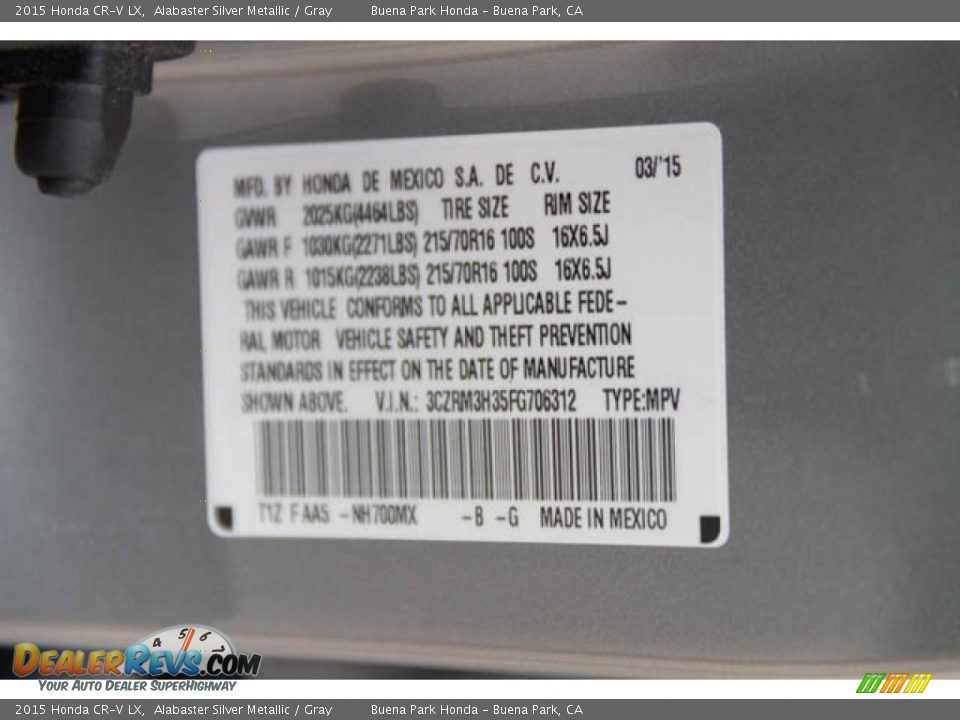 2015 Honda CR-V LX, Alabaster Silver Metallic / Gray Buena Park Honda - Buena Park, CA
MFD. BY HONDA DE MEXICO S.A. DE C.V. 03/'15
GVWR 2025KG(4464LBS) TIRE SIZE RIM SIZE
GAWR F 1030KG(2271LBS) 215/70R16 100S 16X6.5J
GAWR R 1015KG(2238LBS) 215/70R16 100S 16X6.5J
THIS VEHICLE CONFORMS TO ALL APPLICABLE FEDE-
RAL MOTOR VEHICLE SAFETY AND THEFT PREVENTION
STANDARDS IN EFFECT ON THE DATE OF MANUFACTURE
SHOWN ABOVE. V.I.N.: 3CZRM3H35FG706312 TYPE:MPV
T1Z F AA5 -NH700MX -B -G MADE IN MEXICO
4 5 6 7
DealerRevs.com
Your Auto Dealer SuperHighway
2015 Honda CR-V LX, Alabaster Silver Metallic / Gray Buena Park Honda - Buena Park, CA